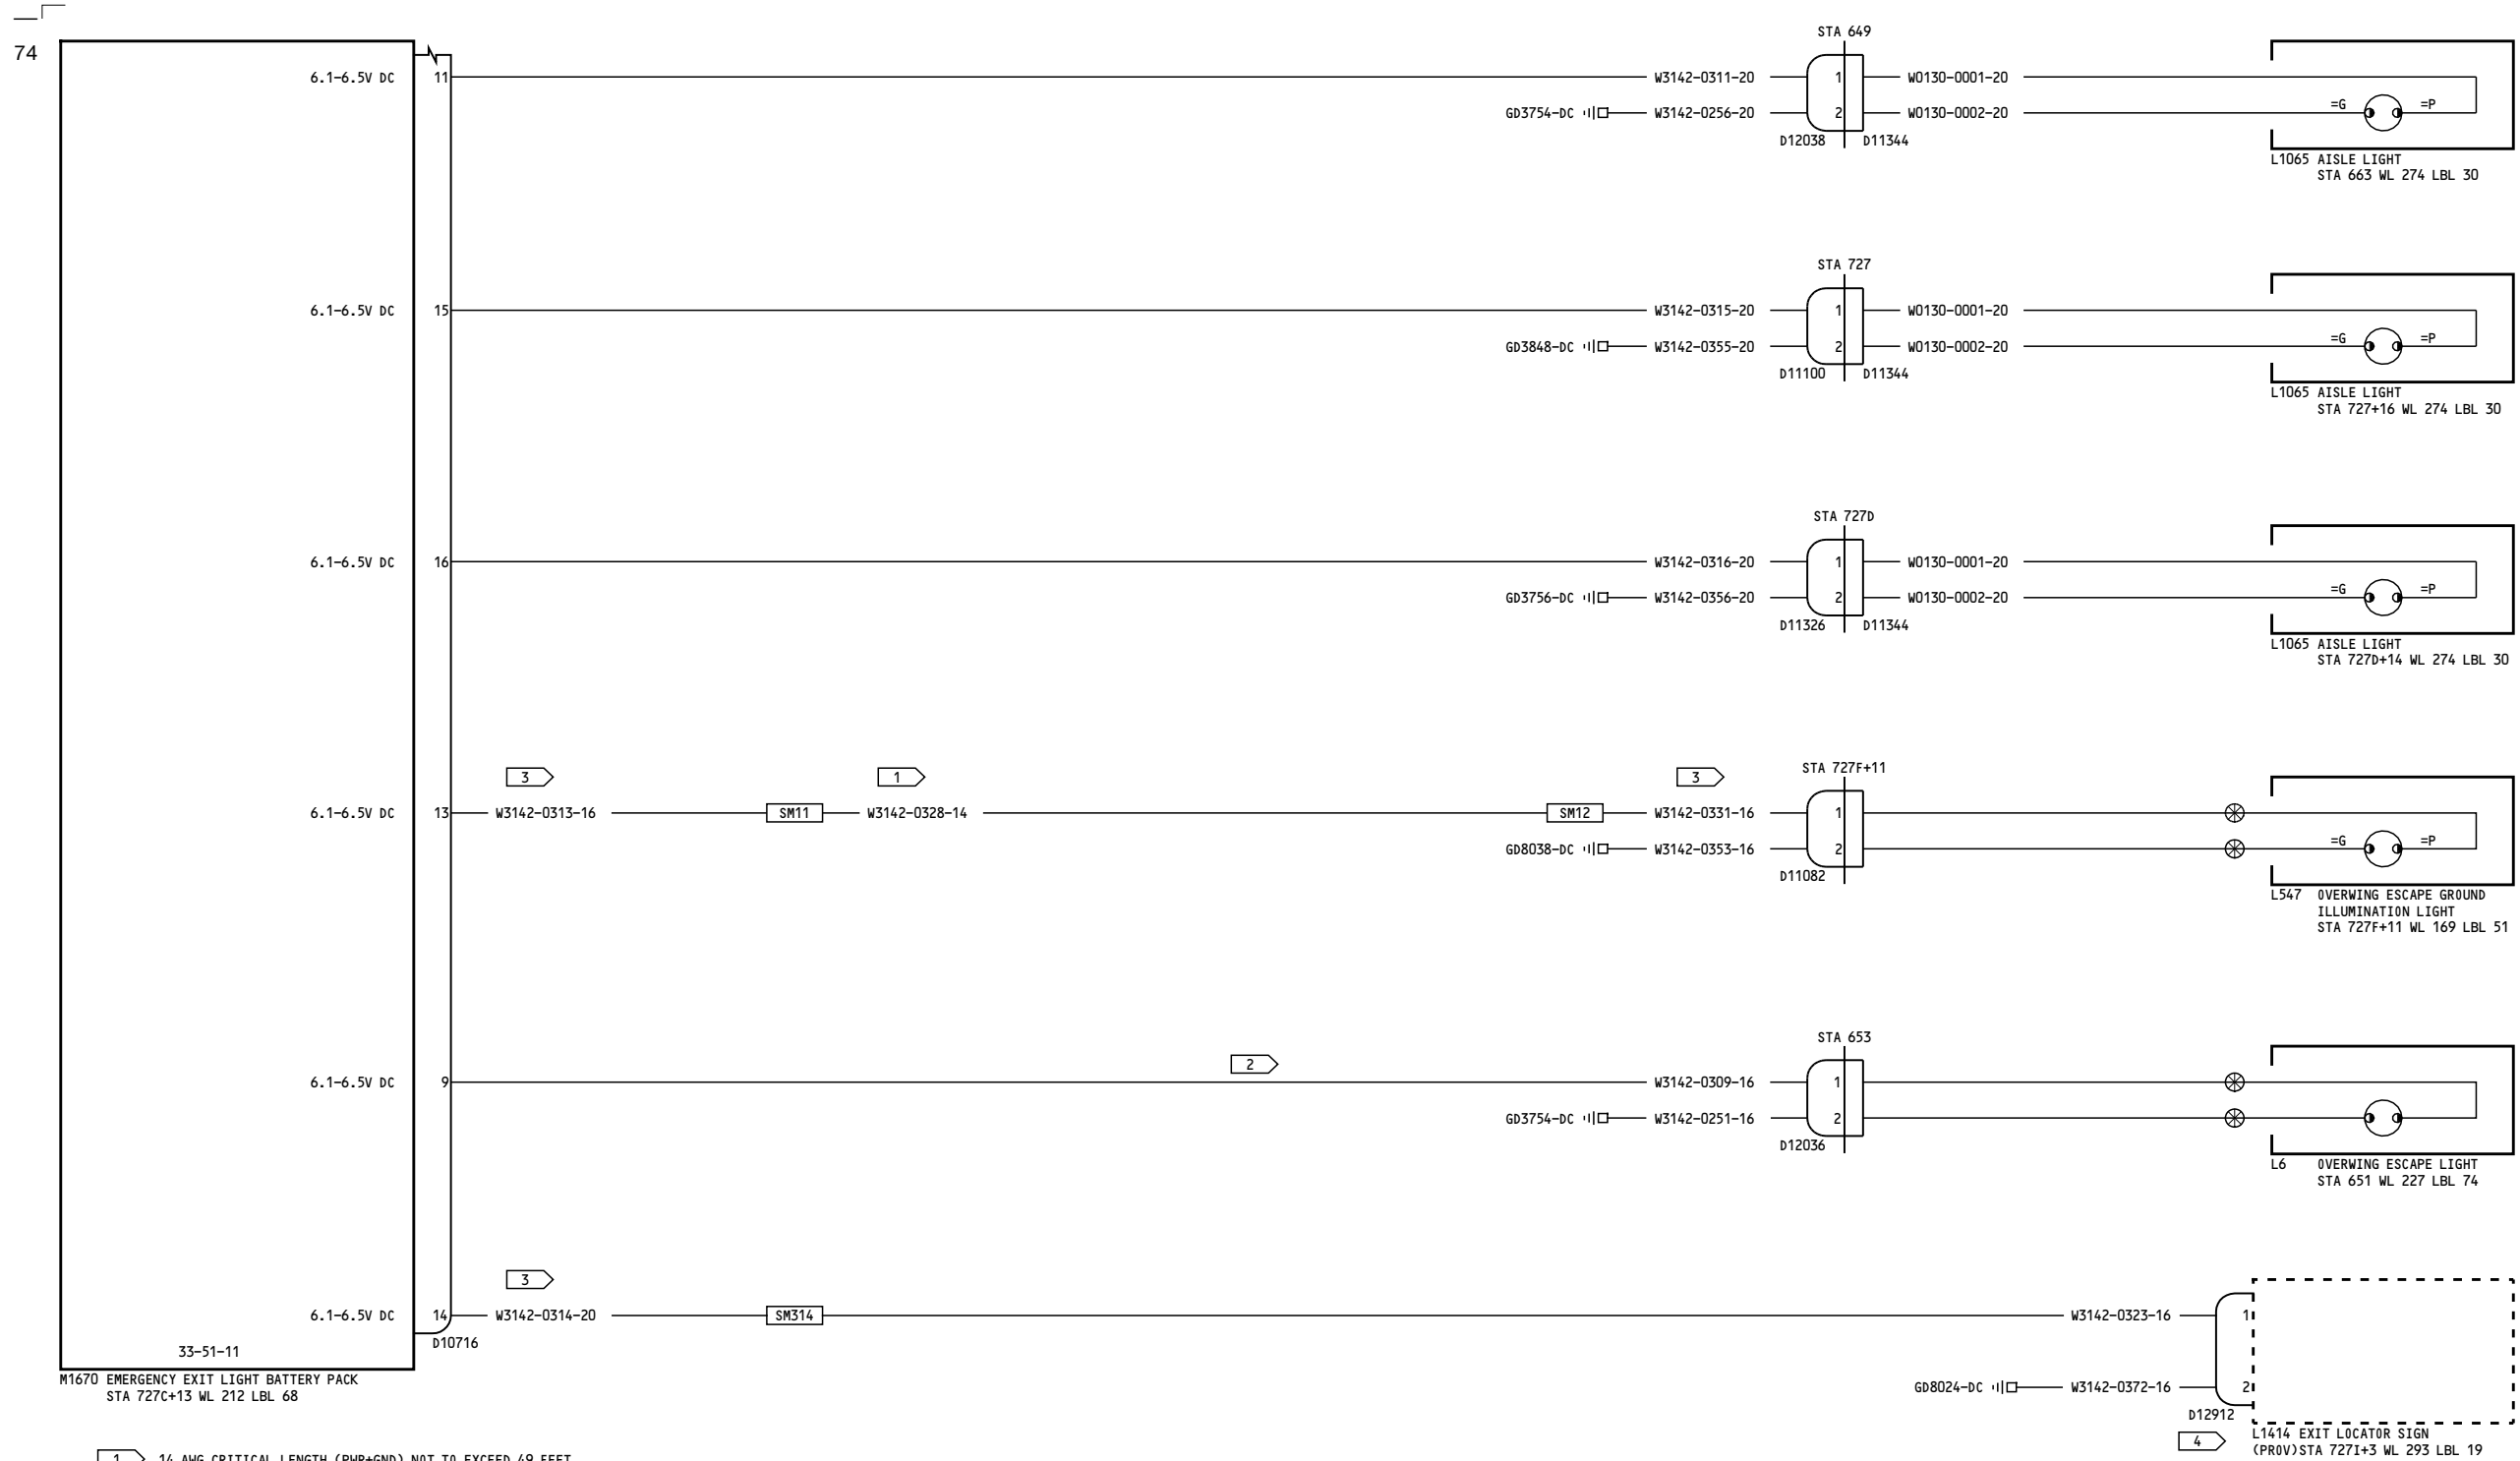 74
STA 649
6.1-6.5V DC 11 W3142-0311-20 1 W0130-0001-20
GD3754-DC W3142-0256-20 2 W0130-0002-20 =G =P
D12038 D11344
L1065 AISLE LIGHT
STA 663 WL 274 LBL 30
STA 727
6.1-6.5V DC 15 W3142-0315-20 1 W0130-0001-20
GD3848-DC W3142-0355-20 2 W0130-0002-20 =G =P
D11100 D11344
L1065 AISLE LIGHT
STA 727+16 WL 274 LBL 30
STA 727D
6.1-6.5V DC 16 W3142-0316-20 1 W0130-0001-20
GD3756-DC W3142-0356-20 2 W0130-0002-20 =G =P
D11326 D11344
L1065 AISLE LIGHT
STA 727D+14 WL 274 LBL 30
STA 727F+11
3 1 3
6.1-6.5V DC 13 W3142-0313-16 SM11 W3142-0328-14 SM12 W3142-0331-16 1
GD8038-DC W3142-0353-16 2 =G =P
D11082
L547 OVERWING ESCAPE GROUND
ILLUMINATION LIGHT
STA 727F+11 WL 169 LBL 51
STA 653
2
6.1-6.5V DC 9 W3142-0309-16 1
GD3754-DC W3142-0251-16 2
D12036
L6 OVERWING ESCAPE LIGHT
STA 651 WL 227 LBL 74
3
6.1-6.5V DC 14 W3142-0314-20 SM314 W3142-0323-16 1
D10716
33-51-11
M1670 EMERGENCY EXIT LIGHT BATTERY PACK
STA 727C+13 WL 212 LBL 68
GD8024-DC W3142-0372-16 2
D12912
4 L1414 EXIT LOCATOR SIGN
(PROV)STA 727I+3 WL 293 LBL 19
1 14 AWG CRITICAL LENGTH (PWR+GND) NOT TO EXCEED 49 FEET